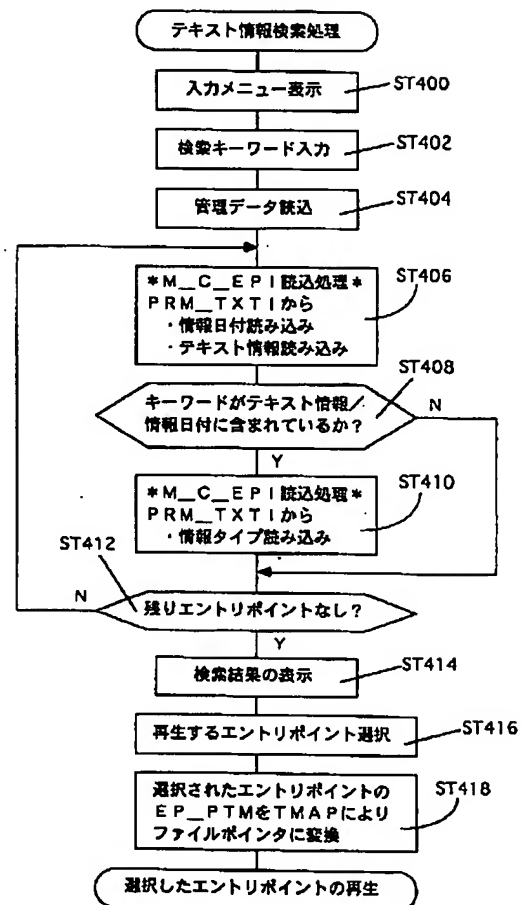 テキスト情報検索処理
入力メニュー表示
ST400
検索キーワード入力
ST402
管理データ読込
ST404
*M_C_EPI読込処理*
PRM_TXTIから
・情報日付読み込み
・テキスト情報読み込み
ST406
キーワードがテキスト情報/
情報日付に含まれているか?
ST408
N
Y
*M_C_EPI読込処理*
PRM_TXTIから
・情報タイプ読み込み
ST410
ST412
N
残りエントリポイントなし?
Y
検索結果の表示
ST414
再生するエントリポイント選択
ST416
選択されたエントリポイントの
EP_PTMをTMAPにより
ファイルポインタに変換
ST418
選択したエントリポイントの再生